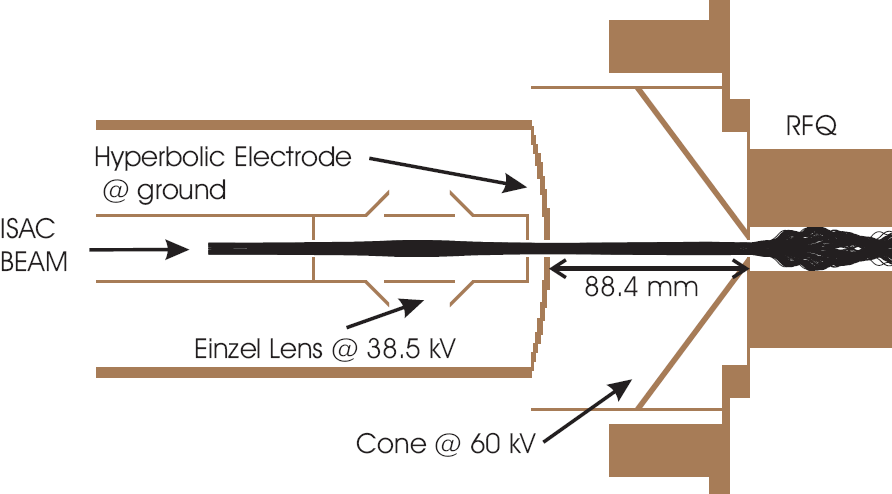 RFQ
Hyperbolic Electrode
@ ground
ISAC
BEAM
88.4 mm
Einzel Lens @ 38.5 kV
Cone @ 60 kV